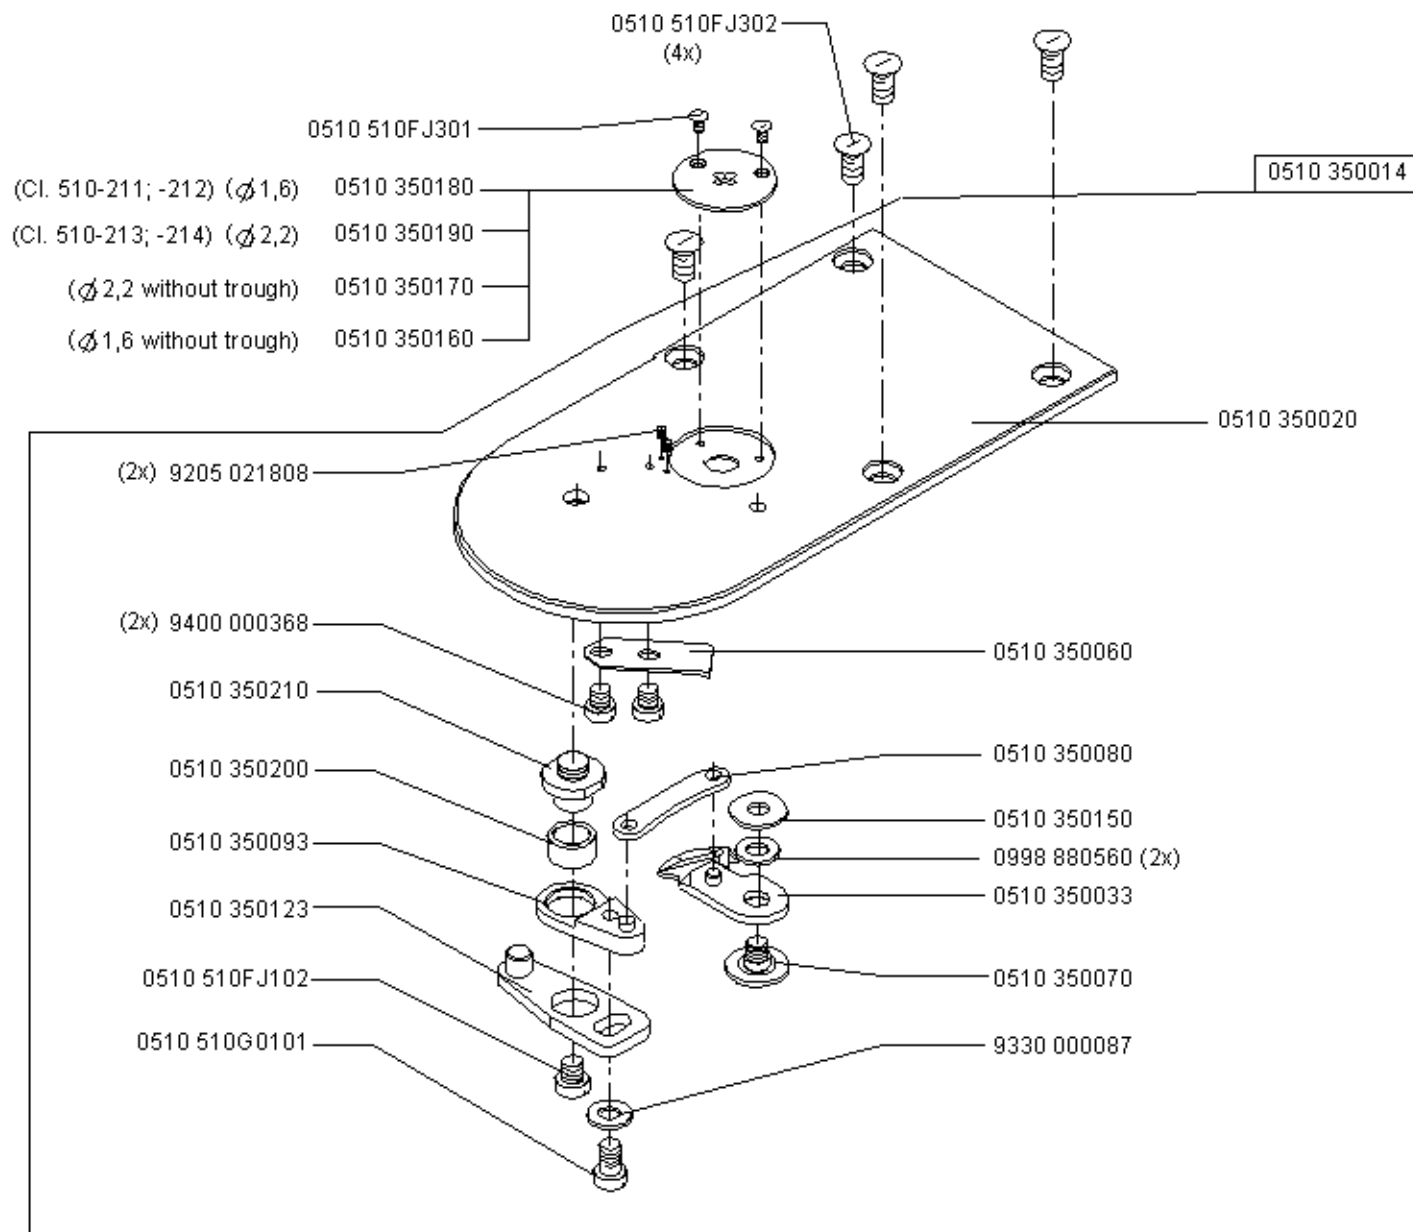 0510 510FJ302
(4x)
0510 510FJ301
0510 350014
(Cl. 510-211; -212) (ϕ 1,6) 0510 350180
(Cl. 510-213; -214) (ϕ 2,2) 0510 350190
(ϕ 2,2 without trough) 0510 350170
(ϕ 1,6 without trough) 0510 350160
0510 350020
(2x) 9205 021808
(2x) 9400 000368
0510 350060
0510 350210
0510 350080
0510 350200
0510 350150
0510 350093
0998 880560 (2x)
0510 350033
0510 350123
0510 510FJ102
0510 350070
0510 510G0101
9330 000087